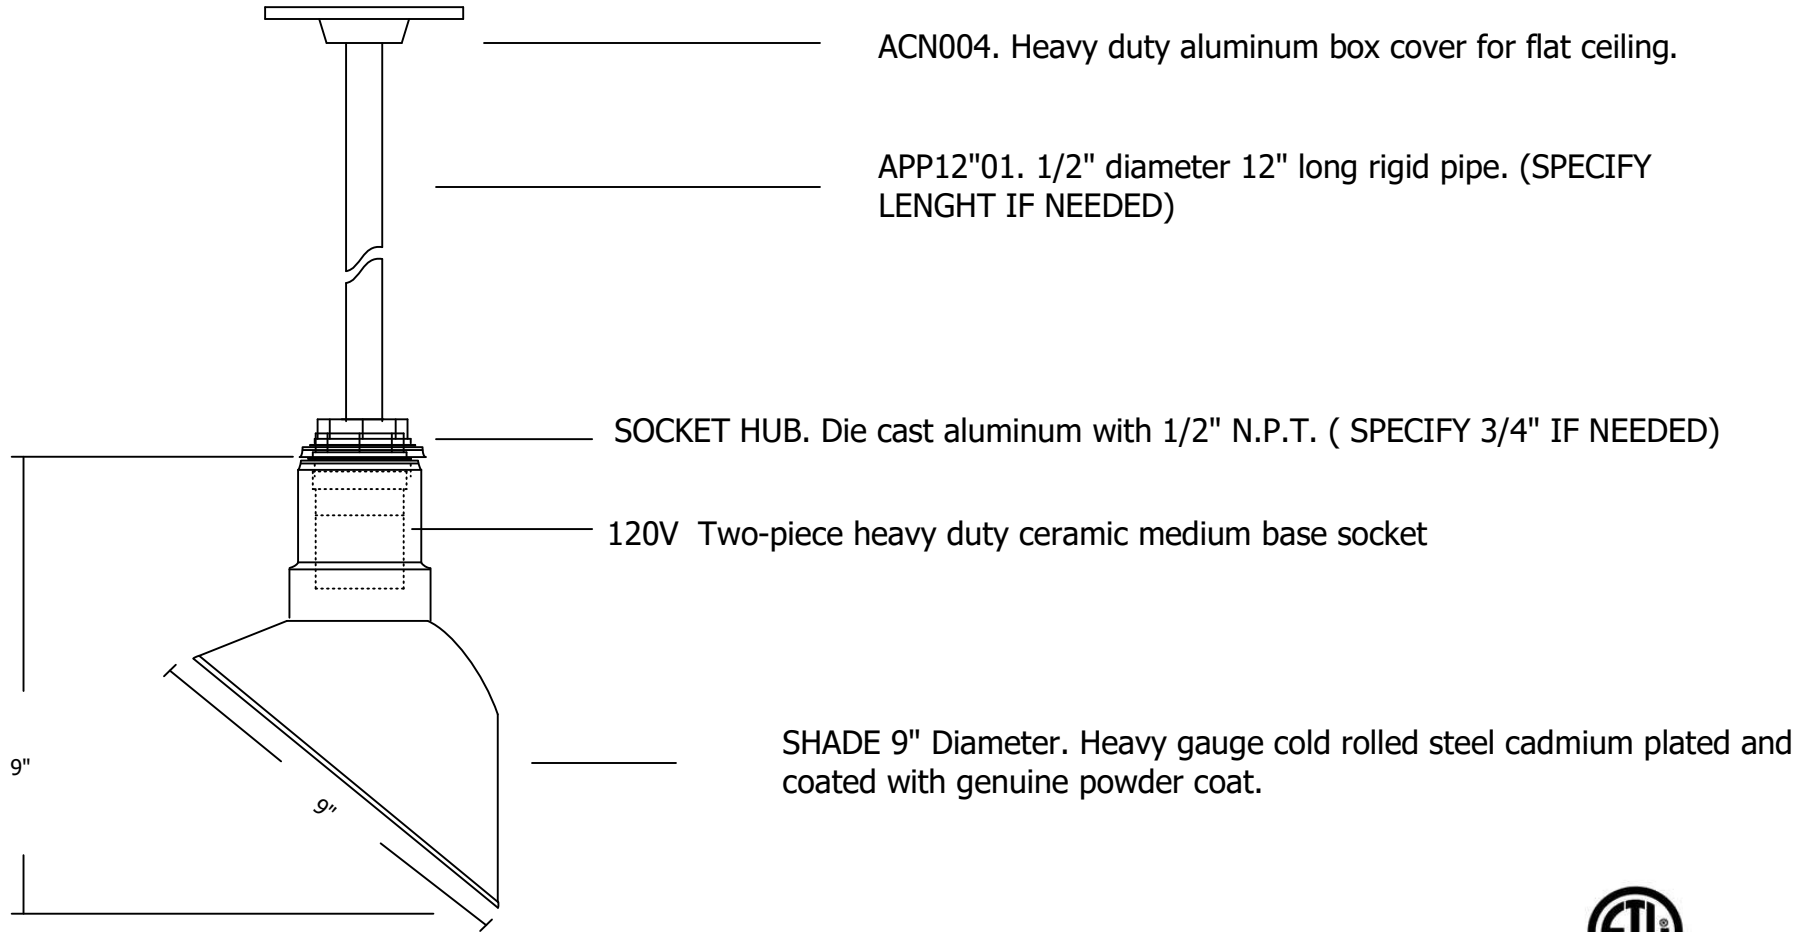 ACN004. Heavy duty aluminum box cover for flat ceiling.
APP12"01. 1/2" diameter 12" long rigid pipe. (SPECIFY
LENGHT IF NEEDED)
SOCKET HUB. Die cast aluminum with 1/2" N.P.T. ( SPECIFY 3/4" IF NEEDED)
120V  Two-piece heavy duty ceramic medium base socket
SHADE 9" Diameter. Heavy gauge cold rolled steel cadmium plated and
coated with genuine powder coat.
9"
9"
ETL